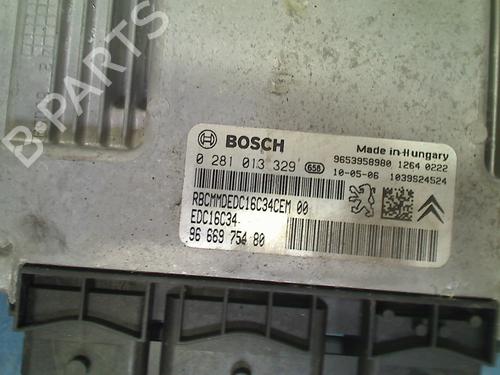 B-PARTS
BOSCH
Made in Hungary
0 281 013 329 658
9653958980 1264 0222
10-05-06 1039S24524
RBCMMDEDC16C34CEM 00
EDC16C34
96 669 754 80